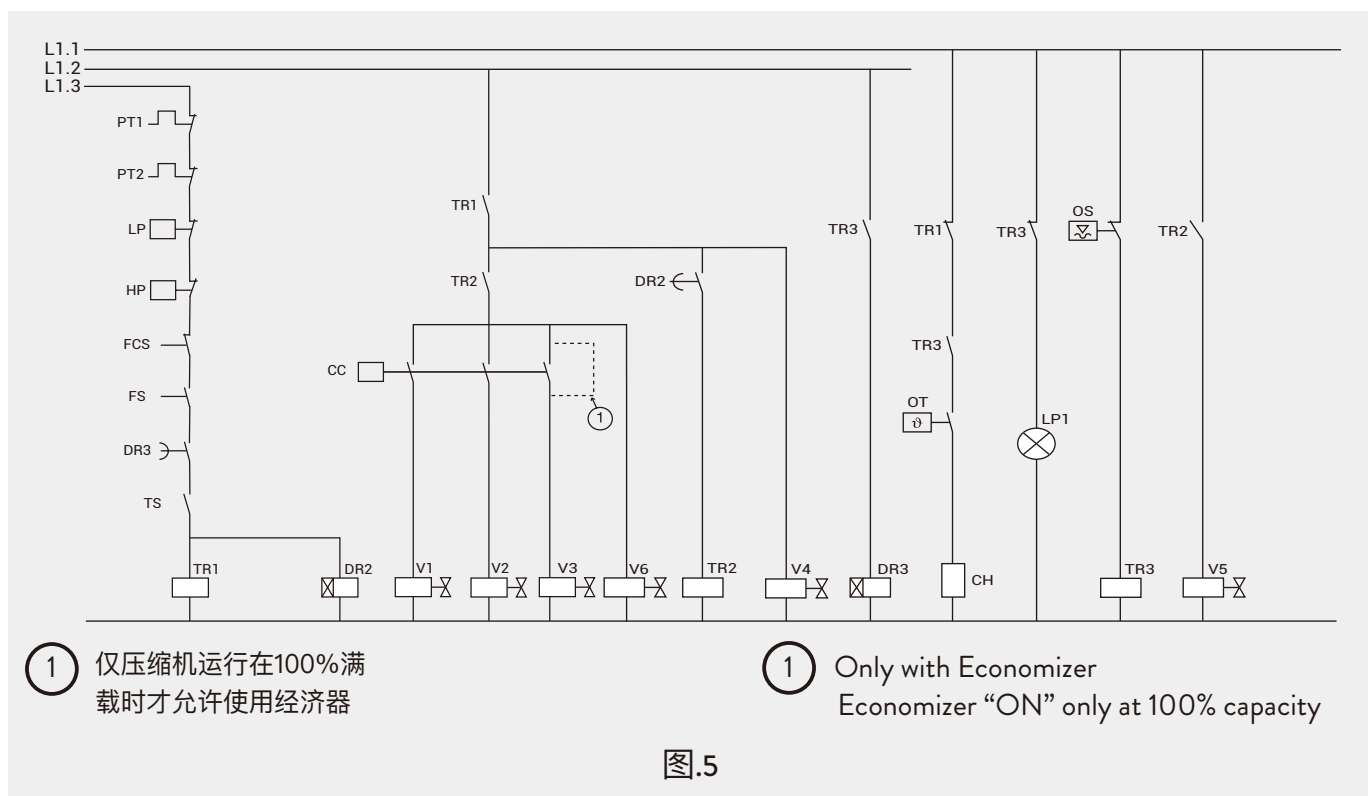 L1.1
L1.2
L1.3
PT1
PT2
LP
HP
FCS
FS
DR3
TS
TR1
DR2
TR1
TR2
DR2
CC
1
V1
V2
V3
V6
TR2
V4
TR3
DR3
TR1
TR3
OT
ϑ
CH
TR3
LP1
OS
TR3
TR2
V5
1 仅压缩机运行在100%满
载时才允许使用经济器
1 Only with Economizer
Economizer “ON” only at 100% capacity
图.5